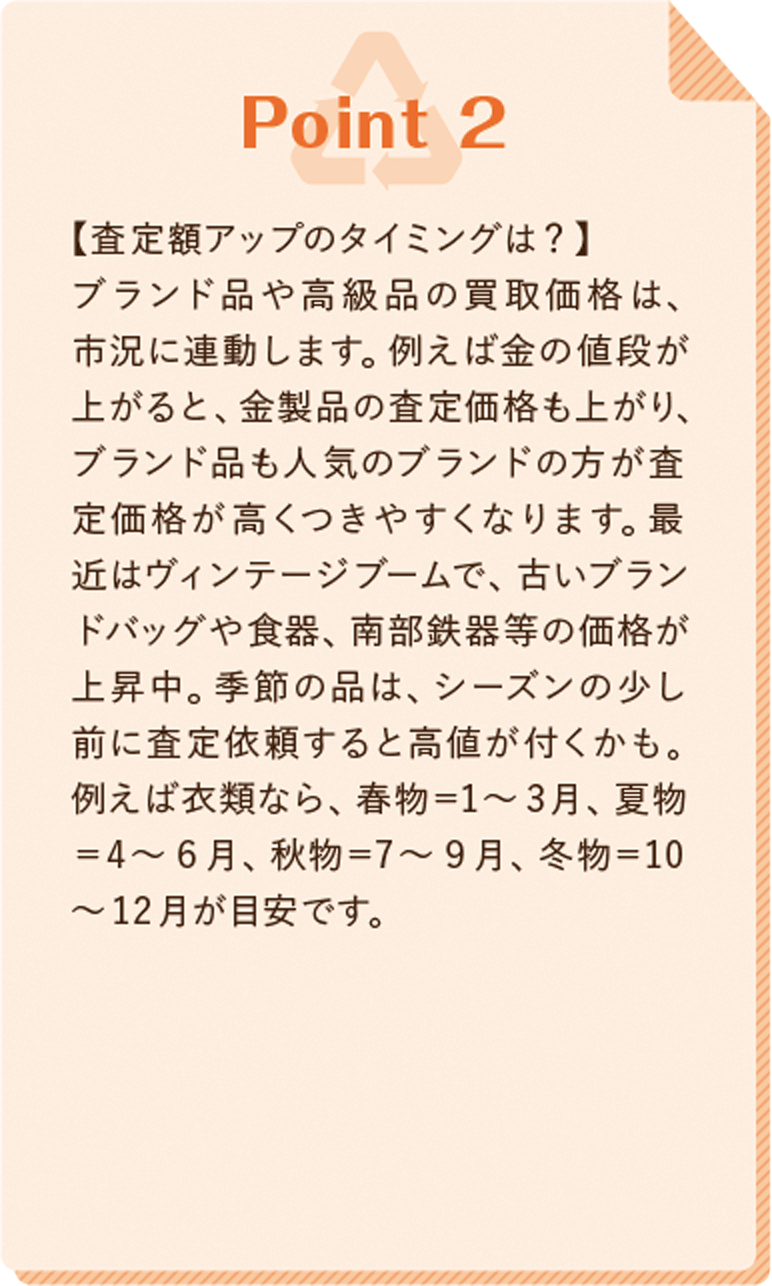 Point 2
【査定額アップのタイミングは？】
ブランド品や高級品の買取価格は、
市況に連動します。例えば金の値段が
上がると、金製品の査定価格も上がり、
ブランド品も人気のブランドの方が査
定価格が高くつきやすくなります。最
近はヴィンテージブームで、古いブラン
ドバッグや食器、南部鉄器等の価格が
上昇中。季節の品は、シーズンの少し
前に査定依頼すると高値が付くかも。
例えば衣類なら、春物=1〜3月、夏物
=4〜6月、秋物=7〜9月、冬物=10
〜12月が目安です。